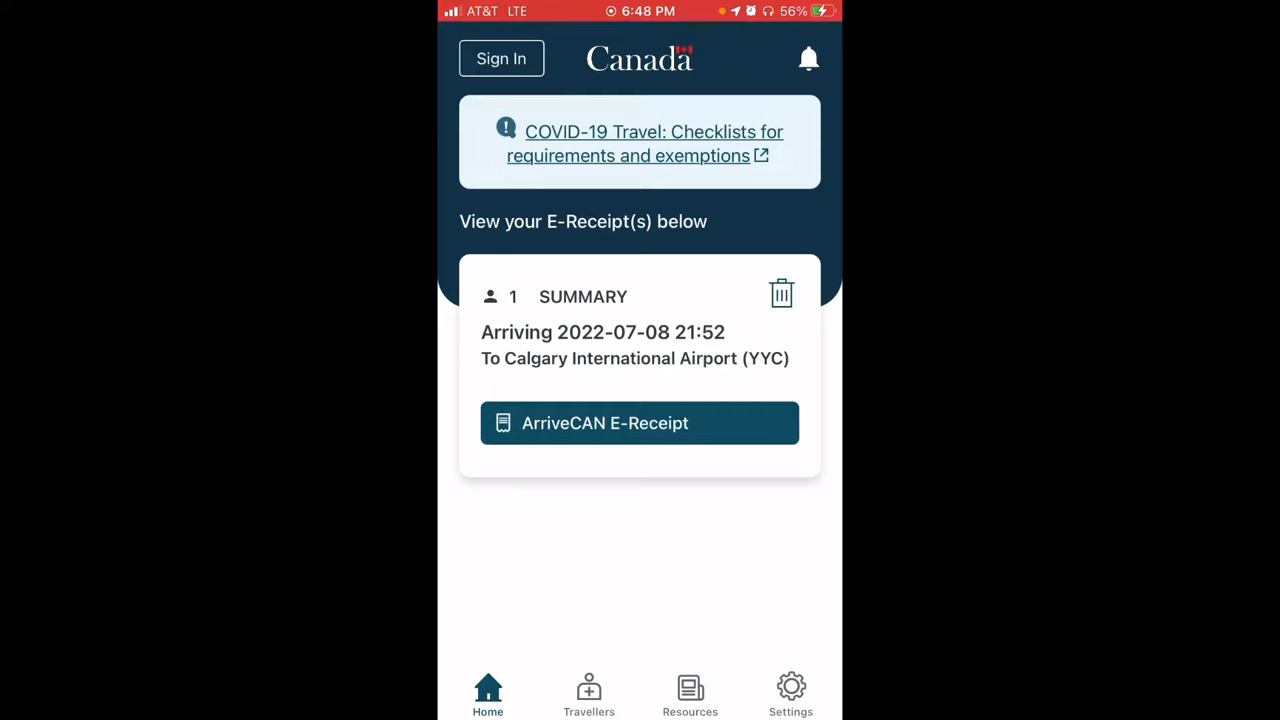 AT&T LTE 6:48 PM 56%
Sign In Canada
COVID-19 Travel: Checklists for
requirements and exemptions
View your E-Receipt(s) below
1 SUMMARY
Arriving 2022-07-08 21:52
To Calgary International Airport (YYC)
ArriveCAN E-Receipt
Home Travellers Resources Settings